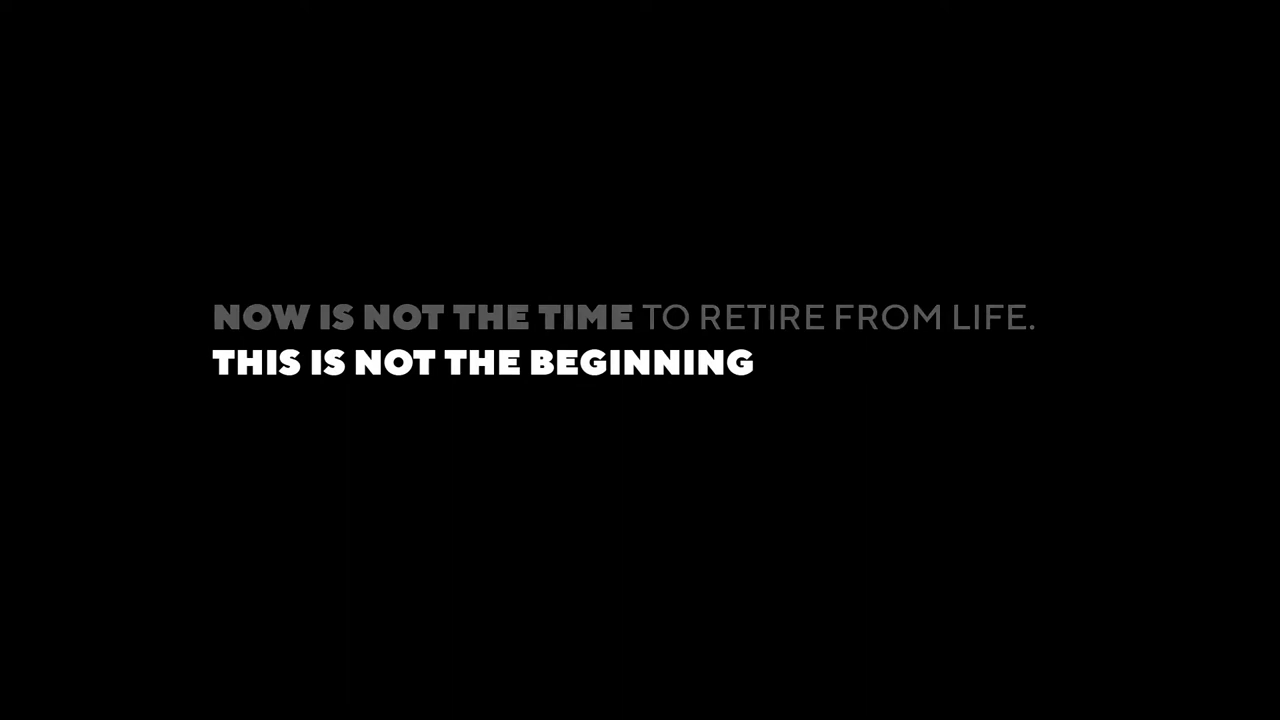 NOW IS NOT THE TIME TO RETIRE FROM LIFE.
THIS IS NOT THE BEGINNING